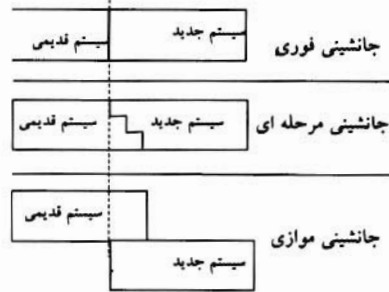 جانشینی فوری
سیستم جدید
سیستم قدیمی
جانشینی مرحله ای
سیستم جدید
سیستم قدیمی
جانشینی موازی
سیستم قدیمی
سیستم جدید